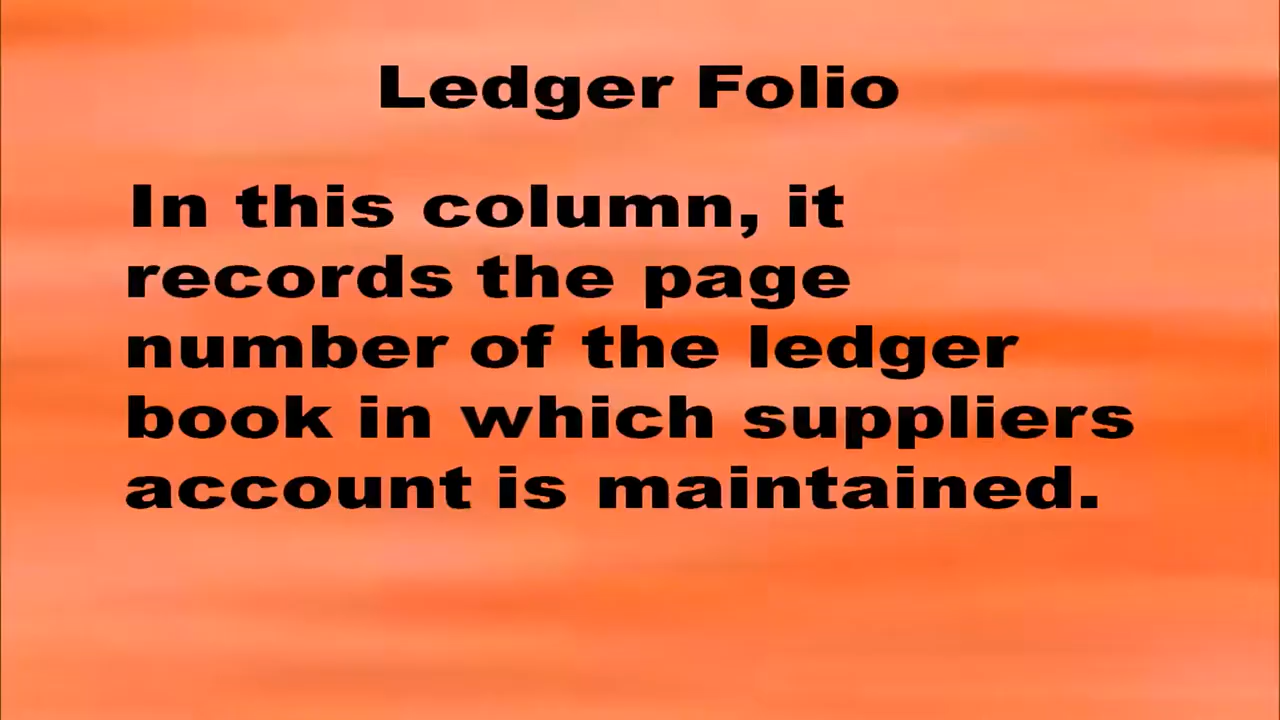 Ledger Folio
In this column, it
records the page
number of the ledger
book in which suppliers
account is maintained.